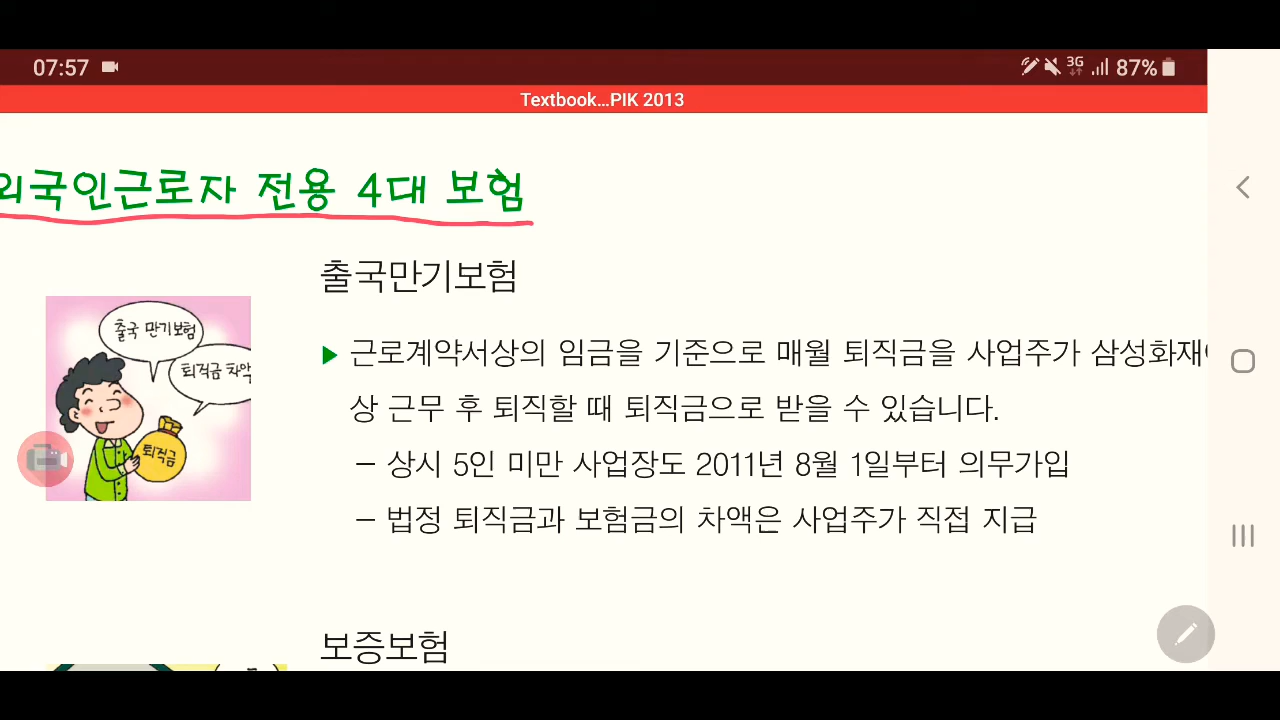 07:57
3G
87%
Textbook...PIK 2013
외국인근로자 전용 4대 보험
출국만기보험
출국 만기보험
퇴직금 차액
퇴직금
▶ 근로계약서상의 임금을 기준으로 매월 퇴직금을 사업주가 삼성화재
상 근무 후 퇴직할 때 퇴직금으로 받을 수 있습니다.
– 상시 5인 미만 사업장도 2011년 8월 1일부터 의무가입
– 법정 퇴직금과 보험금의 차액은 사업주가 직접 지급
보증보험